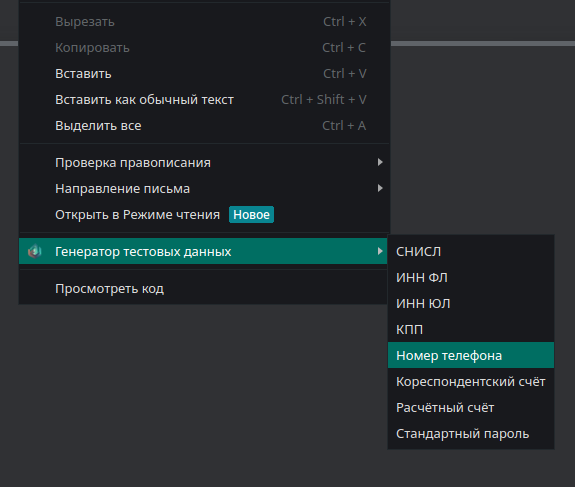 Вырезать Ctrl + X
Копировать Ctrl + C
Вставить Ctrl + V
Вставить как обычный текст Ctrl + Shift + V
Выделить все Ctrl + A
Проверка правописания
Направление письма
Открыть в Режиме чтения Новое
Генератор тестовых данных
Просмотреть код
СНИСЛ
ИНН ФЛ
ИНН ЮЛ
КПП
Номер телефона
Кореспондентский счёт
Расчётный счёт
Стандартный пароль